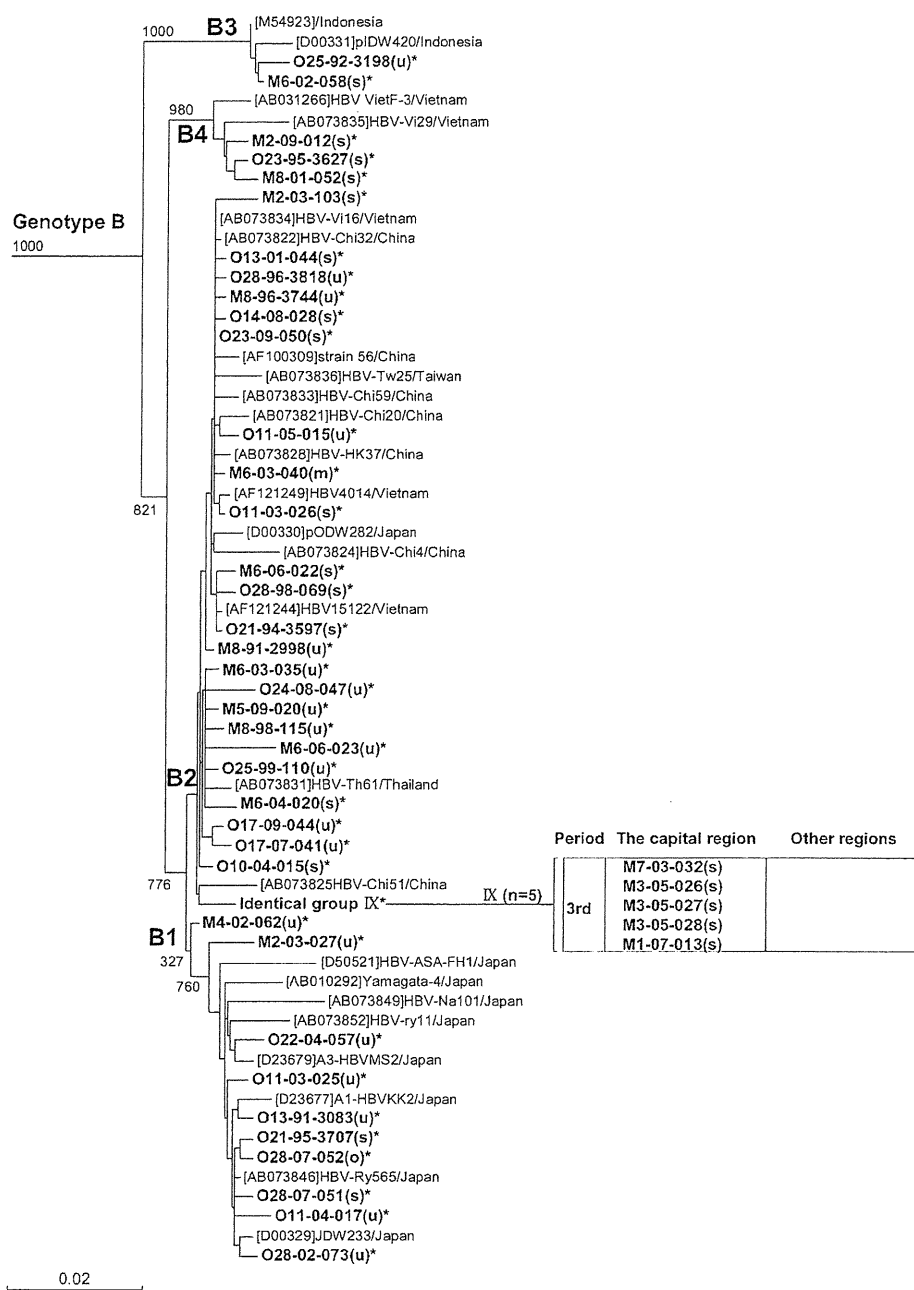 [M54923]/Indonesia
1000
B3
[D00331]pIDW420/Indonesia
O25-92-3198(u)*
M6-02-058(s)*
[AB031266]HBV VietF-3/Vietnam
980
[AB073835]HBV-Vi29/Vietnam
B4
M2-09-012(s)*
O23-95-3627(s)*
M8-01-052(s)*
M2-03-103(s)*
Genotype B
[AB073834]HBV-Vi16/Vietnam
1000
[AB073822]HBV-Chi32/China
O13-01-044(s)*
O28-96-3818(u)*
M8-96-3744(u)*
O14-08-028(s)*
O23-09-050(s)*
[AF100309]strain 56/China
[AB073836]HBV-Tw25/Taiwan
[AB073833]HBV-Chi59/China
[AB073821]HBV-Chi20/China
O11-05-015(u)*
[AB073828]HBV-HK37/China
M6-03-040(m)*
[AF121249]HBV4014/Vietnam
821
O11-03-026(s)*
[D00330]pODW282/Japan
[AB073824]HBV-Chi4/China
M6-06-022(s)*
O28-98-069(s)*
[AF121244]HBV15122/Vietnam
O21-94-3597(s)*
M8-91-2998(u)*
M6-03-035(u)*
O24-08-047(u)*
M5-09-020(u)*
M8-98-115(u)*
M6-06-023(u)*
O25-99-110(u)*
B2
[AB073831]HBV-Th61/Thailand
M6-04-020(s)*
O17-09-044(u)*
O17-07-041(u)*
Period The capital region Other regions
O10-04-015(s)*
M7-03-032(s)
776
[AB073825HBV-Chi51/China
M3-05-026(s)
Identical group IX*
IX (n=5)
3rd
M3-05-027(s)
M4-02-062(u)*
M3-05-028(s)
B1
M2-03-027(u)*
M1-07-013(s)
327
[D50521]HBV-ASA-FH1/Japan
760
[AB010292]Yamagata-4/Japan
[AB073849]HBV-Na101/Japan
[AB073852]HBV-ry11/Japan
O22-04-057(u)*
[D23679]A3-HBVMS2/Japan
O11-03-025(u)*
[D23677]A1-HBVKK2/Japan
O13-91-3083(u)*
O21-95-3707(s)*
O28-07-052(o)*
[AB073846]HBV-Ry565/Japan
O28-07-051(s)*
O11-04-017(u)*
[D00329]JDW233/Japan
O28-02-073(u)*
0.02